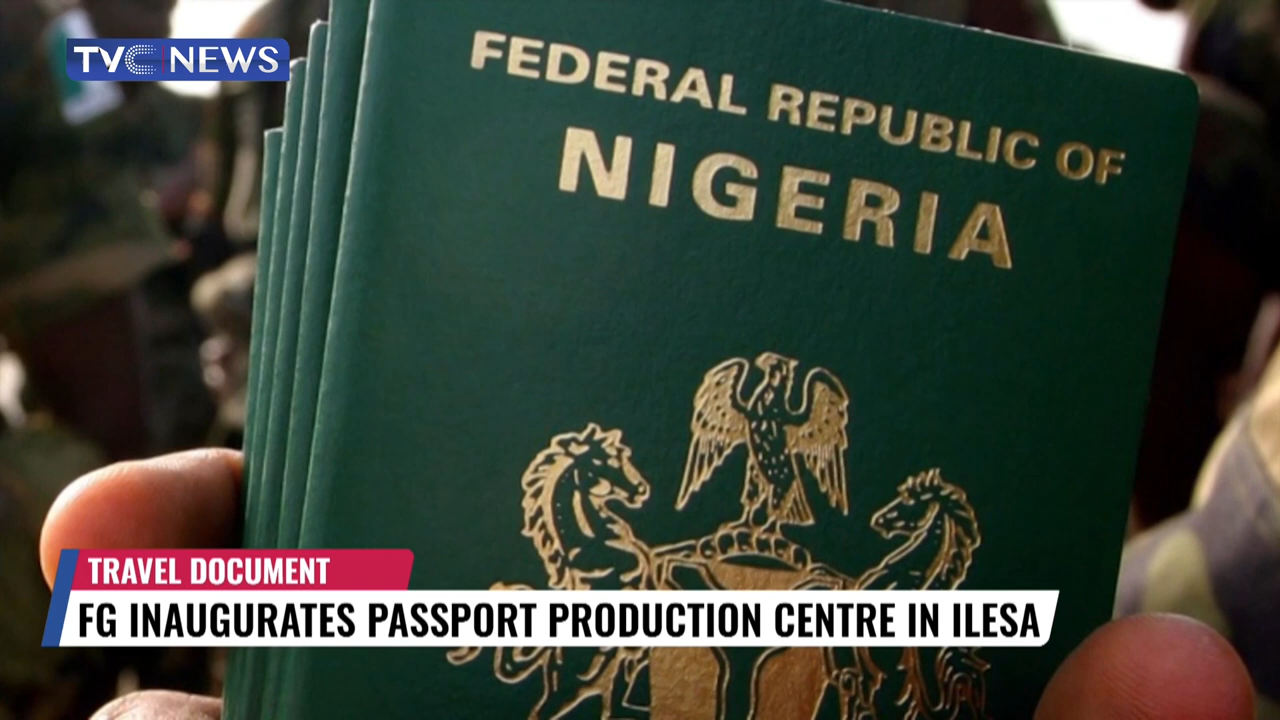 TVC NEWS
FEDERAL REPUBLIC OF
NIGERIA
TRAVEL DOCUMENT
FG INAUGURATES PASSPORT PRODUCTION CENTRE IN ILESA